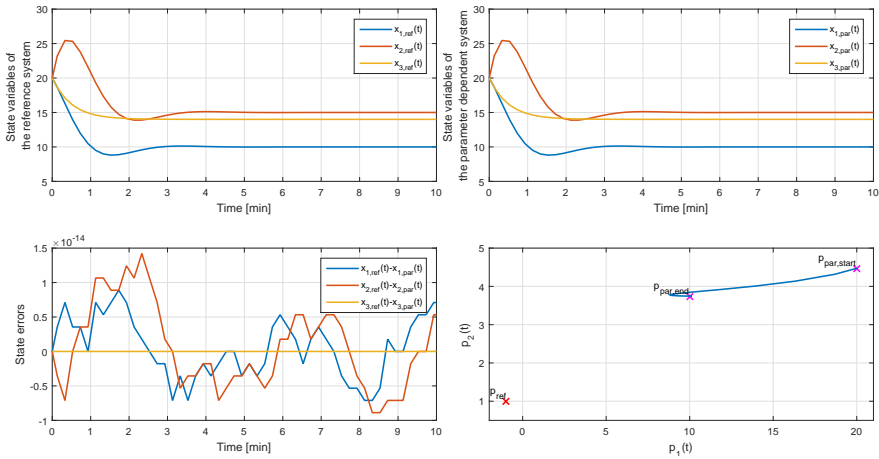 30
25
20
15
10
5
0 1 2 3 4 5 6 7 8 9 10
Time [min]
State variables of
the reference system
x1,ref(t)
x2,ref(t)
x3,ref(t)
30
25
20
15
10
5
0 1 2 3 4 5 6 7 8 9 10
Time [min]
State variables of
the parameter dependent system
x1,par(t)
x2,par(t)
x3,par(t)
×10-14
1.5
1
0.5
0
-0.5
-1
0 1 2 3 4 5 6 7 8 9 10
Time [min]
State errors
x1,ref(t)-x1,par(t)
x2,ref(t)-x2,par(t)
x3,ref(t)-x3,par(t)
5
4
3
2
1
0 5 10 15 20
p1(t)
p2(t)
ppar,start
ppar,end
pref